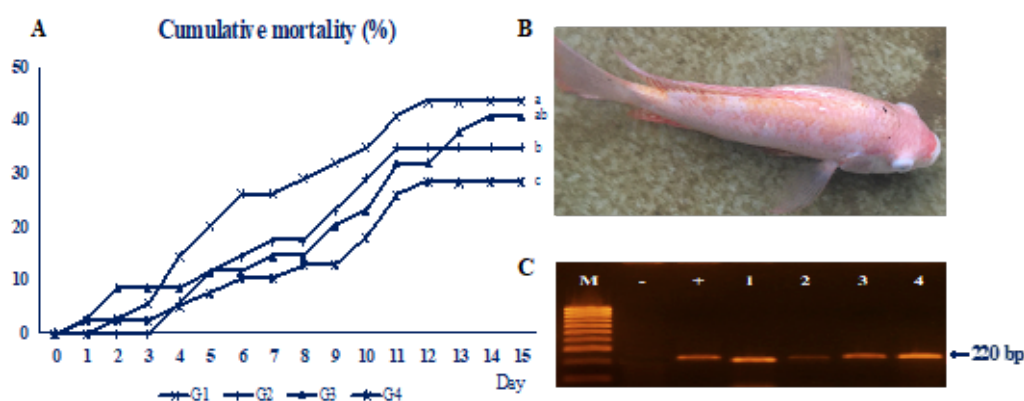 A
Cumulative mortality (%)
50
40
30
20
10
0
a
ab
b
c
0 1 2 3 4 5 6 7 8 9 10 11 12 13 14 15
Day
G1 G2 G3 G4
B
C
M - + 1 2 3 4
220 bp